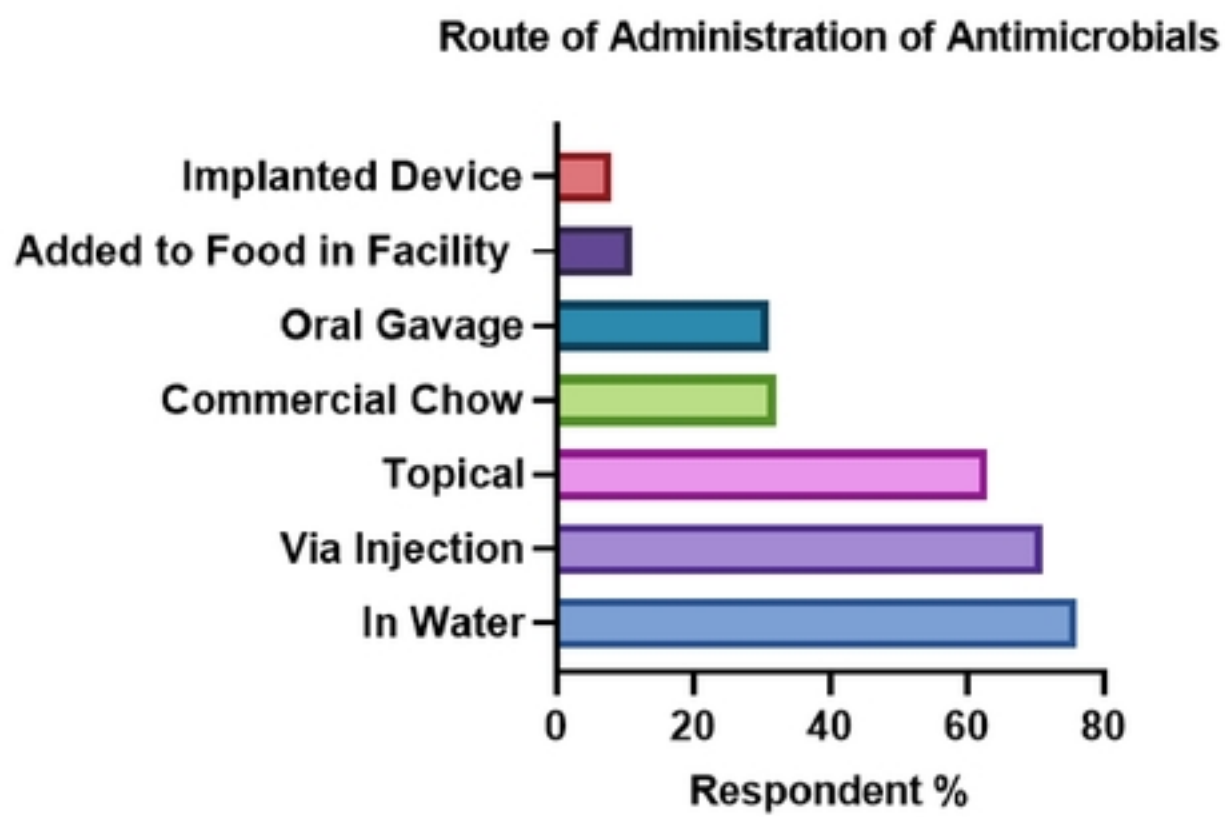 Route of Administration of Antimicrobials
Implanted Device
Added to Food in Facility
Oral Gavage
Commercial Chow
Topical
Via Injection
In Water
0 20 40 60 80
Respondent %